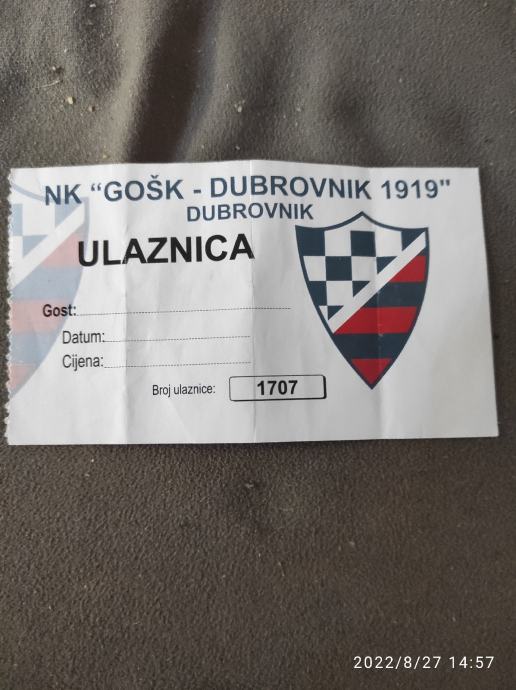 NK “GOŠK - DUBROVNIK 1919"
DUBROVNIK
ULAZNICA
Gost:
Datum:
Cijena:
Broj ulaznice: 1707
2022/8/27 14:57